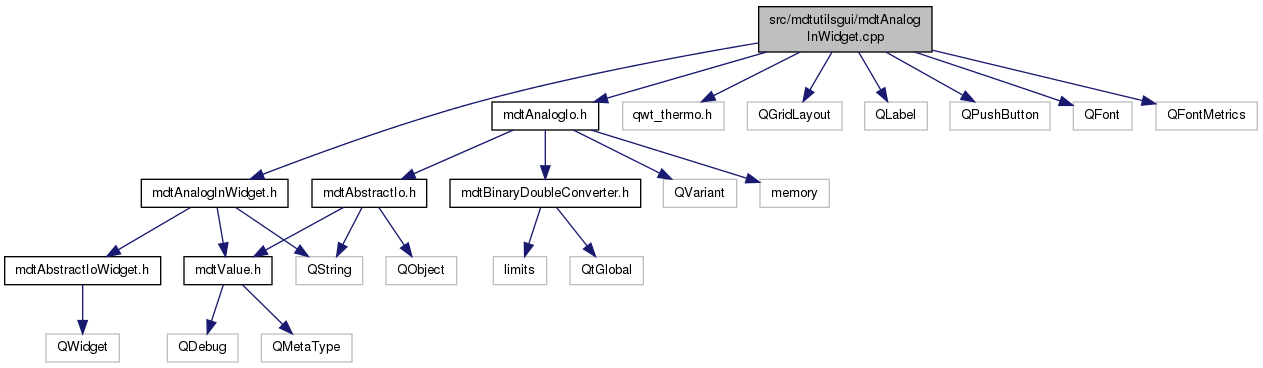 src/mdtutilsgui/mdtAnalog
InWidget.cpp
mdtAnalogIo.h
qwt_thermo.h
QGridLayout
QLabel
QPushButton
QFont
QFontMetrics
mdtAnalogInWidget.h
mdtAbstractIo.h
mdtBinaryDoubleConverter.h
QVariant
memory
mdtAbstractIoWidget.h
mdtValue.h
QString
QObject
limits
QtGlobal
QWidget
QDebug
QMetaType